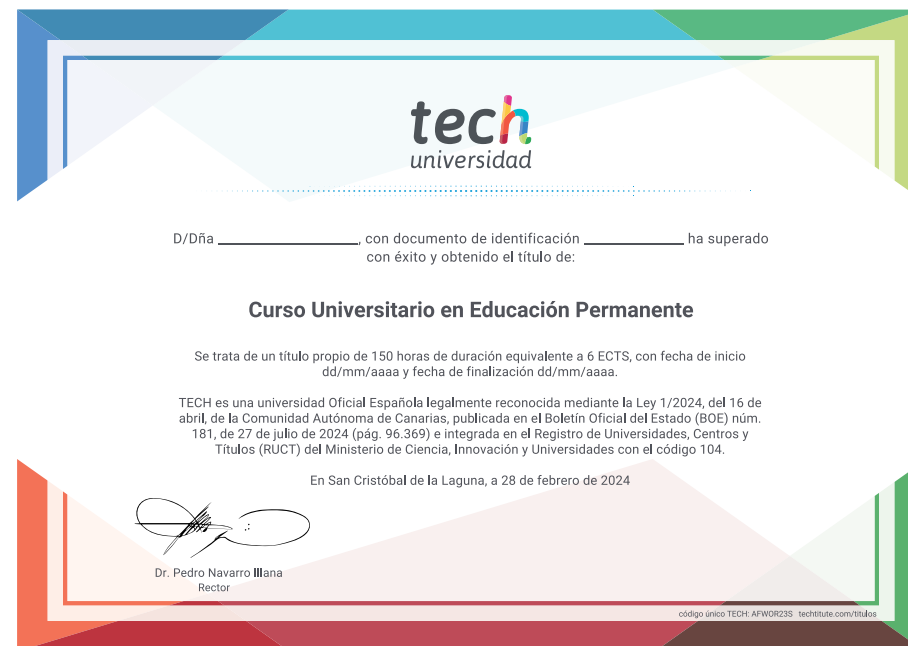 tech
universidad
D/Dña ________________, con documento de identificación ____________ ha superado
con éxito y obtenido el título de:
Curso Universitario en Educación Permanente
Se trata de un título propio de 150 horas de duración equivalente a 6 ECTS, con fecha de inicio
dd/mm/aaaa y fecha de finalización dd/mm/aaaa.
TECH es una universidad Oficial Española legalmente reconocida mediante la Ley 1/2024, del 16 de
abril, de la Comunidad Autónoma de Canarias, publicada en el Boletín Oficial del Estado (BOE) núm.
181, de 27 de julio de 2024 (pág. 96.369) e integrada en el Registro de Universidades, Centros y
Títulos (RUCT) del Ministerio de Ciencia, Innovación y Universidades con el código 104.
En San Cristóbal de la Laguna, a 28 de febrero de 2024
Dr. Pedro Navarro Illana
Rector
código único TECH: AFWOR23S techtitute.com/titulos